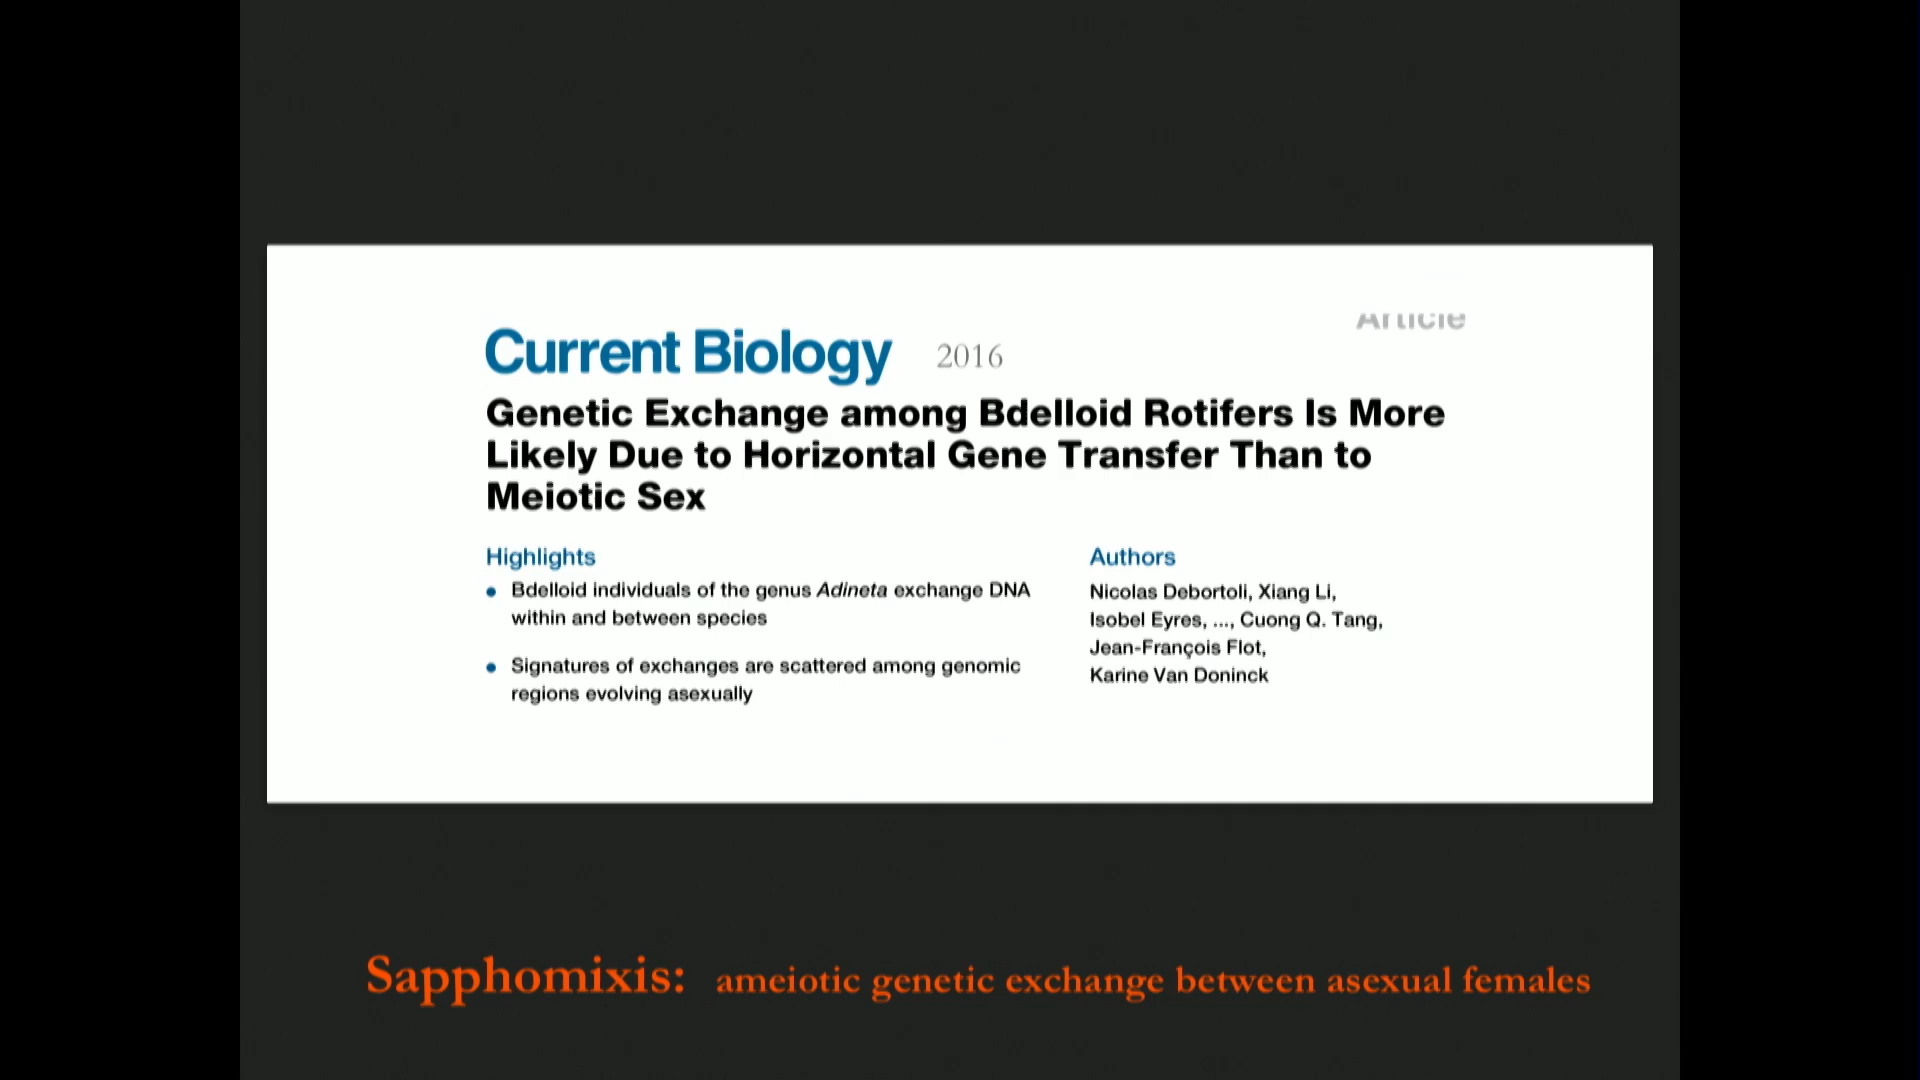 Article
Current Biology 2016
Genetic Exchange among Bdelloid Rotifers Is More
Likely Due to Horizontal Gene Transfer Than to
Meiotic Sex
Highlights
• Bdelloid individuals of the genus Adineta exchange DNA
within and between species
• Signatures of exchanges are scattered among genomic
regions evolving asexually
Authors
Nicolas Debortoli, Xiang Li,
Isobel Eyres, ..., Cuong Q. Tang,
Jean-François Flot,
Karine Van Doninck
Sapphomixis: ameiotic genetic exchange between asexual females